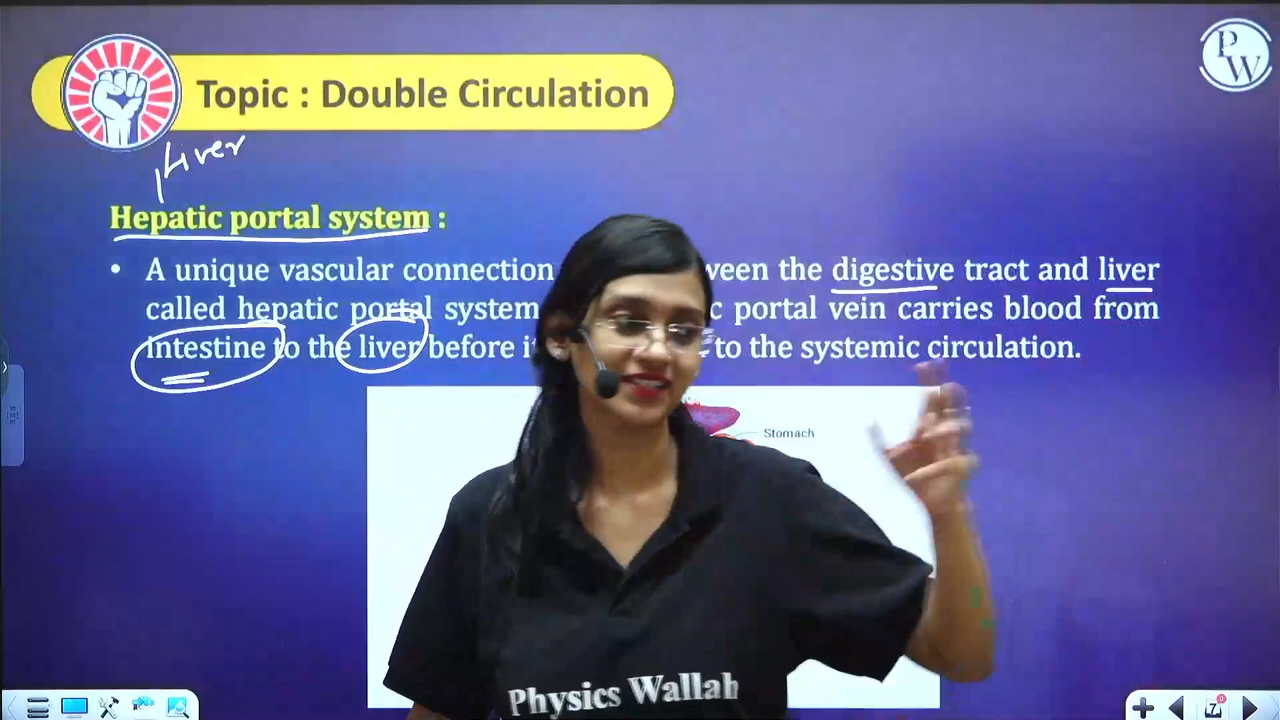 PW
Topic : Double Circulation
Liver
Hepatic portal system :
• A unique vascular connection ween the digestive tract and liver
called hepatic portal system c portal vein carries blood from
intestine to the liver before i to the systemic circulation.
Stomach
Physics Wallah
7